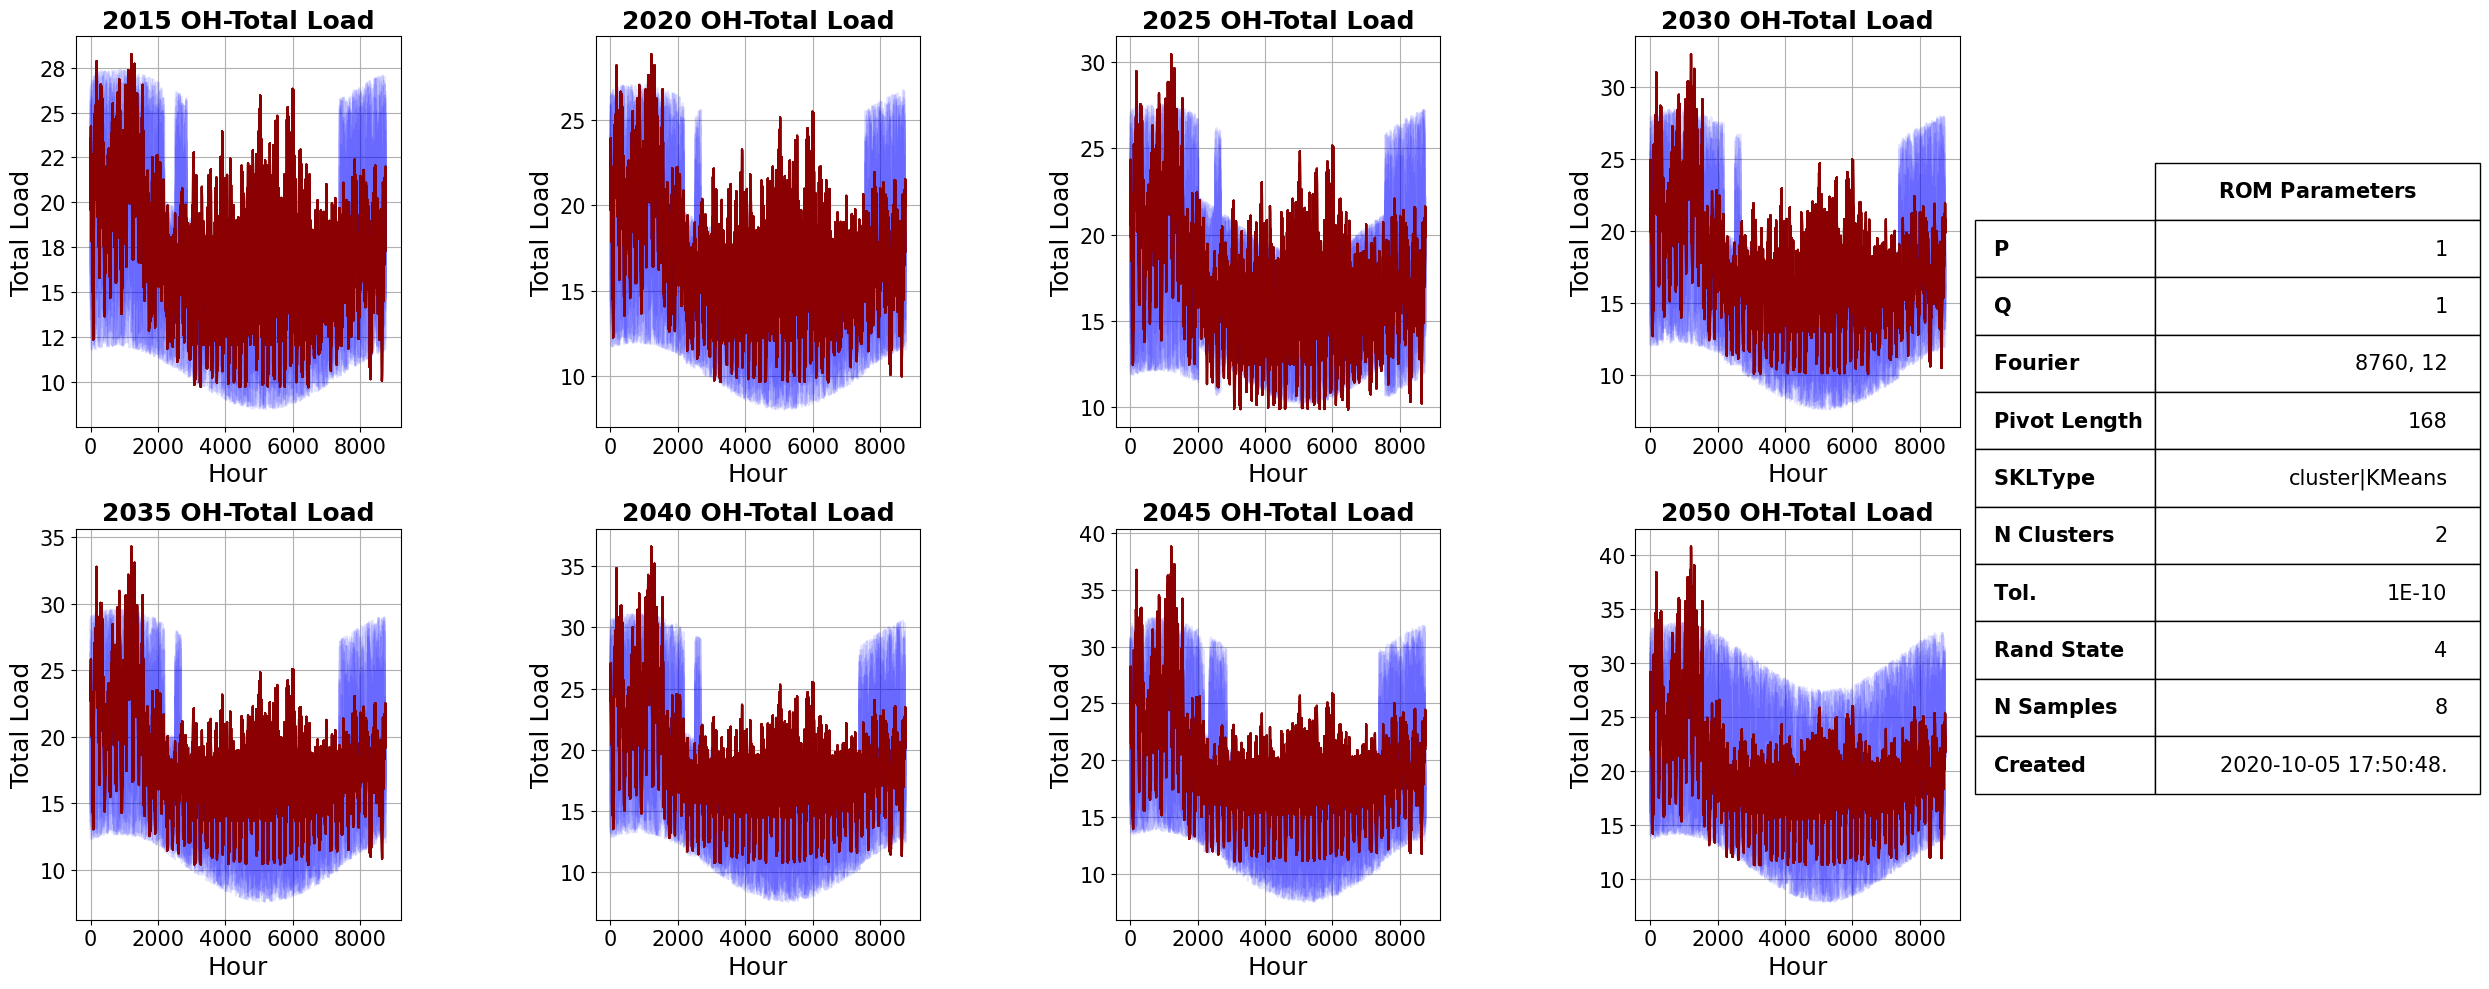 2015 OH-Total Load
28
25
22
20
18
15
12
10
Total Load
0 2000 4000 6000 8000
Hour
2020 OH-Total Load
25
20
15
10
Total Load
0 2000 4000 6000 8000
Hour
2025 OH-Total Load
30
25
20
15
10
Total Load
0 2000 4000 6000 8000
Hour
2030 OH-Total Load
30
25
20
15
10
Total Load
0 2000 4000 6000 8000
Hour
2035 OH-Total Load
35
30
25
20
15
10
Total Load
0 2000 4000 6000 8000
Hour
2040 OH-Total Load
35
30
25
20
15
10
Total Load
0 2000 4000 6000 8000
Hour
2045 OH-Total Load
40
35
30
25
20
15
10
Total Load
0 2000 4000 6000 8000
Hour
2050 OH-Total Load
40
35
30
25
20
15
10
Total Load
0 2000 4000 6000 8000
Hour
ROM Parameters
P 1
Q 1
Fourier 8760, 12
Pivot Length 168
SKLType cluster|KMeans
N Clusters 2
Tol. 1E-10
Rand State 4
N Samples 8
Created 2020-10-05 17:50:48.